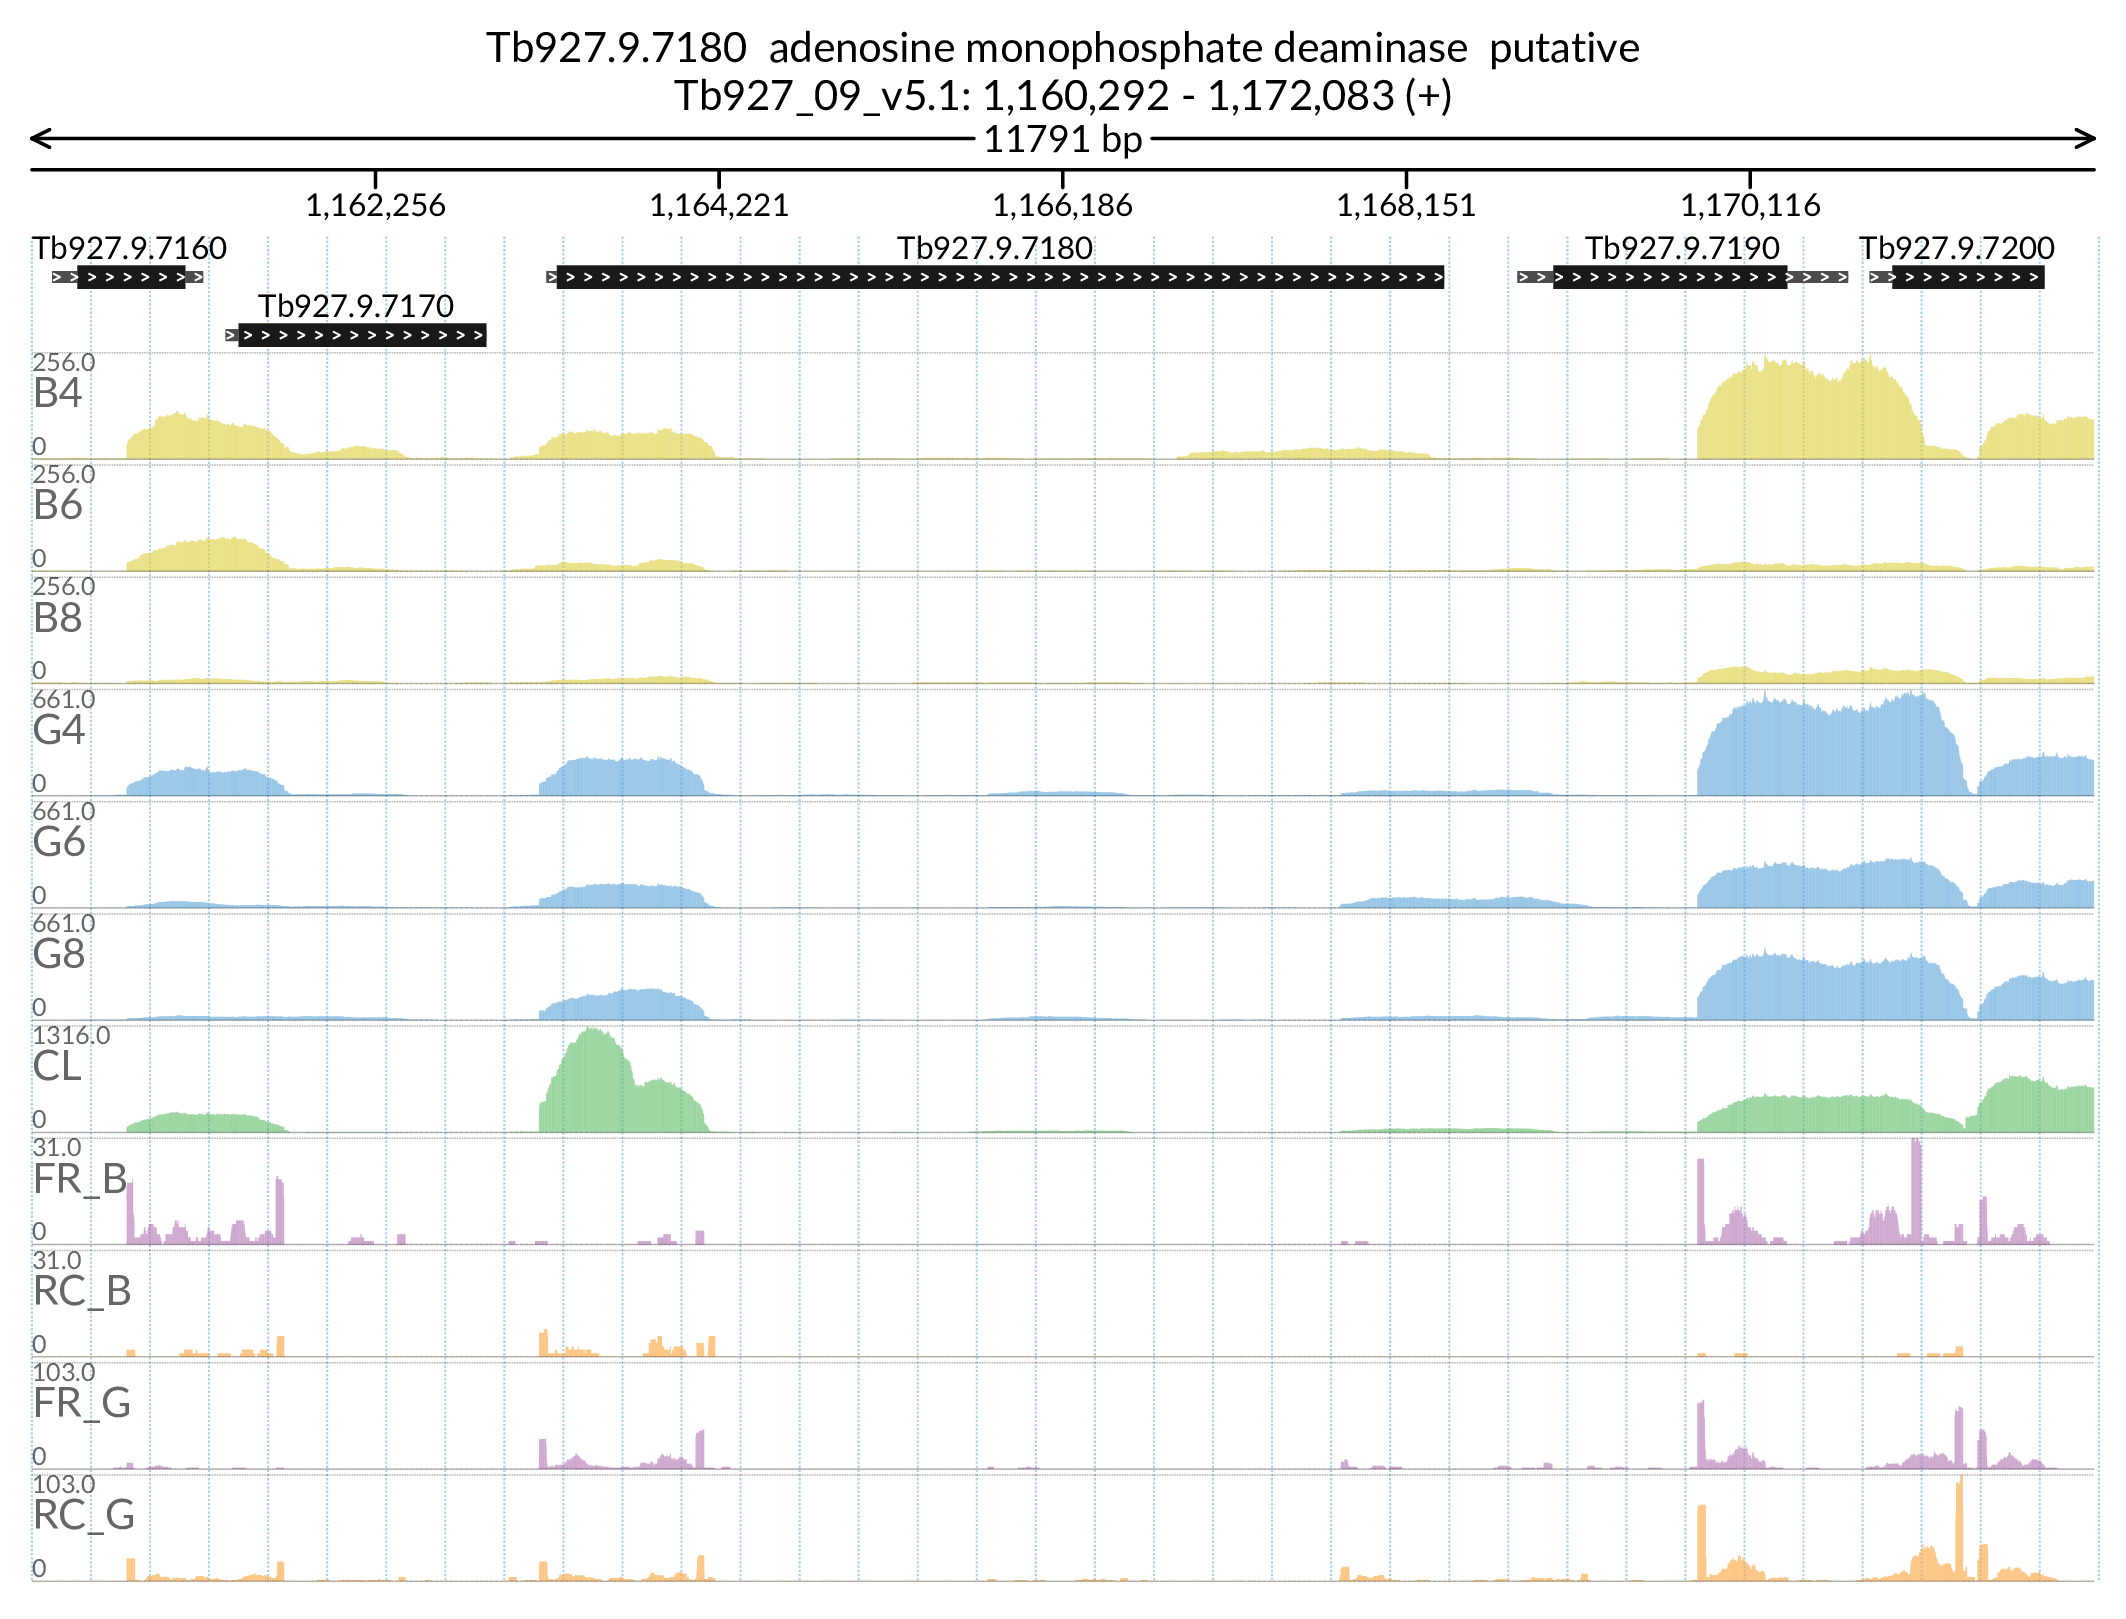 Tb927.9.7180  adenosine monophosphate deaminase  putative
Tb927_09_v5.1: 1,160,292 - 1,172,083 (+)
11791 bp
1,162,256 1,164,221 1,166,186 1,168,151 1,170,116
Tb927.9.7160 Tb927.9.7180 Tb927.9.7190 Tb927.9.7200
Tb927.9.7170
256.0
B4
0
256.0
B6
0
256.0
B8
0
661.0
G4
0
661.0
G6
0
661.0
G8
0
1316.0
CL
0
31.0
FR_B
0
31.0
RC_B
0
103.0
FR_G
0
103.0
RC_G
0